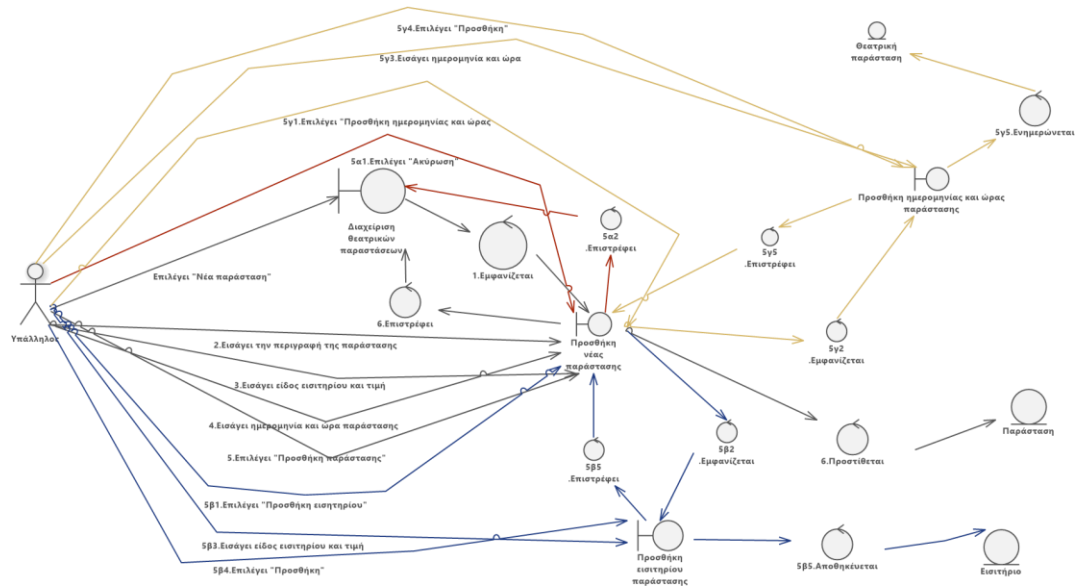 5γ4.Επιλέγει "Προσθήκη"
5γ3.Εισάγει ημερομηνία και ώρα
Θεατρική
παράσταση
5γ1.Επιλέγει "Προσθήκη ημερομηνίας και ώρας
5γ5.Ενημερώνεται
5α1.Επιλέγει "Ακύρωση"
Προσθήκη ημερομηνίας και ώρας
παράστασης
Διαχείριση
θεατρικών
παραστάσεων
5α2
.Επιστρέφει
5γ5
.Επιστρέφει
Επιλέγει "Νέα παράσταση"
1.Εμφανίζεται
6.Επιστρέφει
Υπάλληλος
2.Εισάγει την περιγραφή της παράστασης
Προσθήκη
νέας
παράστασης
5γ2
.Εμφανίζεται
3.Εισάγει είδος εισιτηρίου και τιμή
4.Εισάγει ημερομηνία και ώρα παράστασης
5.Επιλέγει "Προσθήκη παράστασης"
5β5
.Επιστρέφει
5β2
.Εμφανίζεται
6.Προστίθεται
Παράσταση
5β1.Επιλέγει "Προσθήκη εισητηρίου"
5β3.Εισάγει είδος εισιτηρίου και τιμή
5β4.Επιλέγει "Προσθήκη"
Προσθήκη
εισιτηρίου
παράστασης
5β5.Αποθηκέυεται
Εισιτήριο